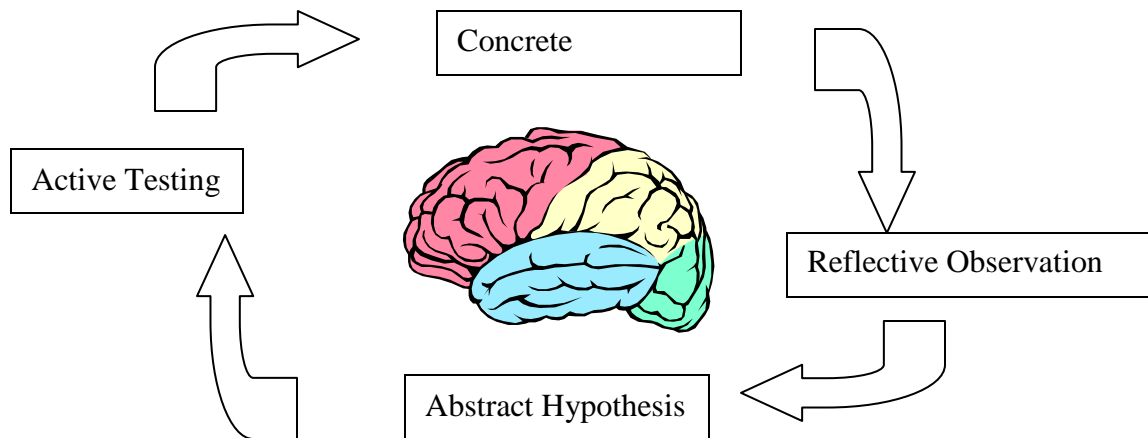 Concrete
Active Testing
Reflective Observation
Abstract Hypothesis